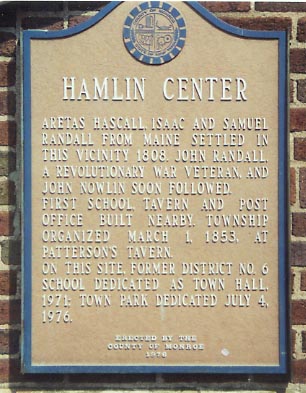 HAMLIN CENTER
ARETAS HASCALL, ISAAC AND SAMUEL
RANDALL FROM MAINE SETTLED IN
THIS VICINITY 1808. JOHN RANDALL,
A REVOLUTIONARY WAR VETERAN, AND
JOHN NOWLIN SOON FOLLOWED.
FIRST SCHOOL TAVERN AND POST
OFFICE BUILT NEARBY. TOWNSHIP
ORGANIZED MARCH 1, 1853, AT
PATTERSON'S TAVERN.
ON THIS SITE, FORMER DISTRICT NO. 6
SCHOOL DEDICATED AS TOWN HALL,
1971; TOWN PARK DEDICATED JULY 4,
1976.
ERECTED BY THE
COUNTY OF MONROE
1976